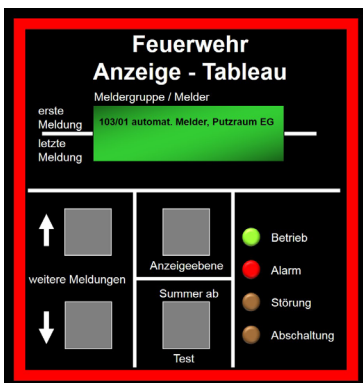 Feuerwehr
Anzeige - Tableau
Meldergruppe / Melder
erste
Meldung
103/01 automat. Melder, Putzraum EG
letzte
Meldung
weitere Meldungen
Anzeigeebene
Summer ab
Test
Betrieb
Alarm
Störung
Abschaltung